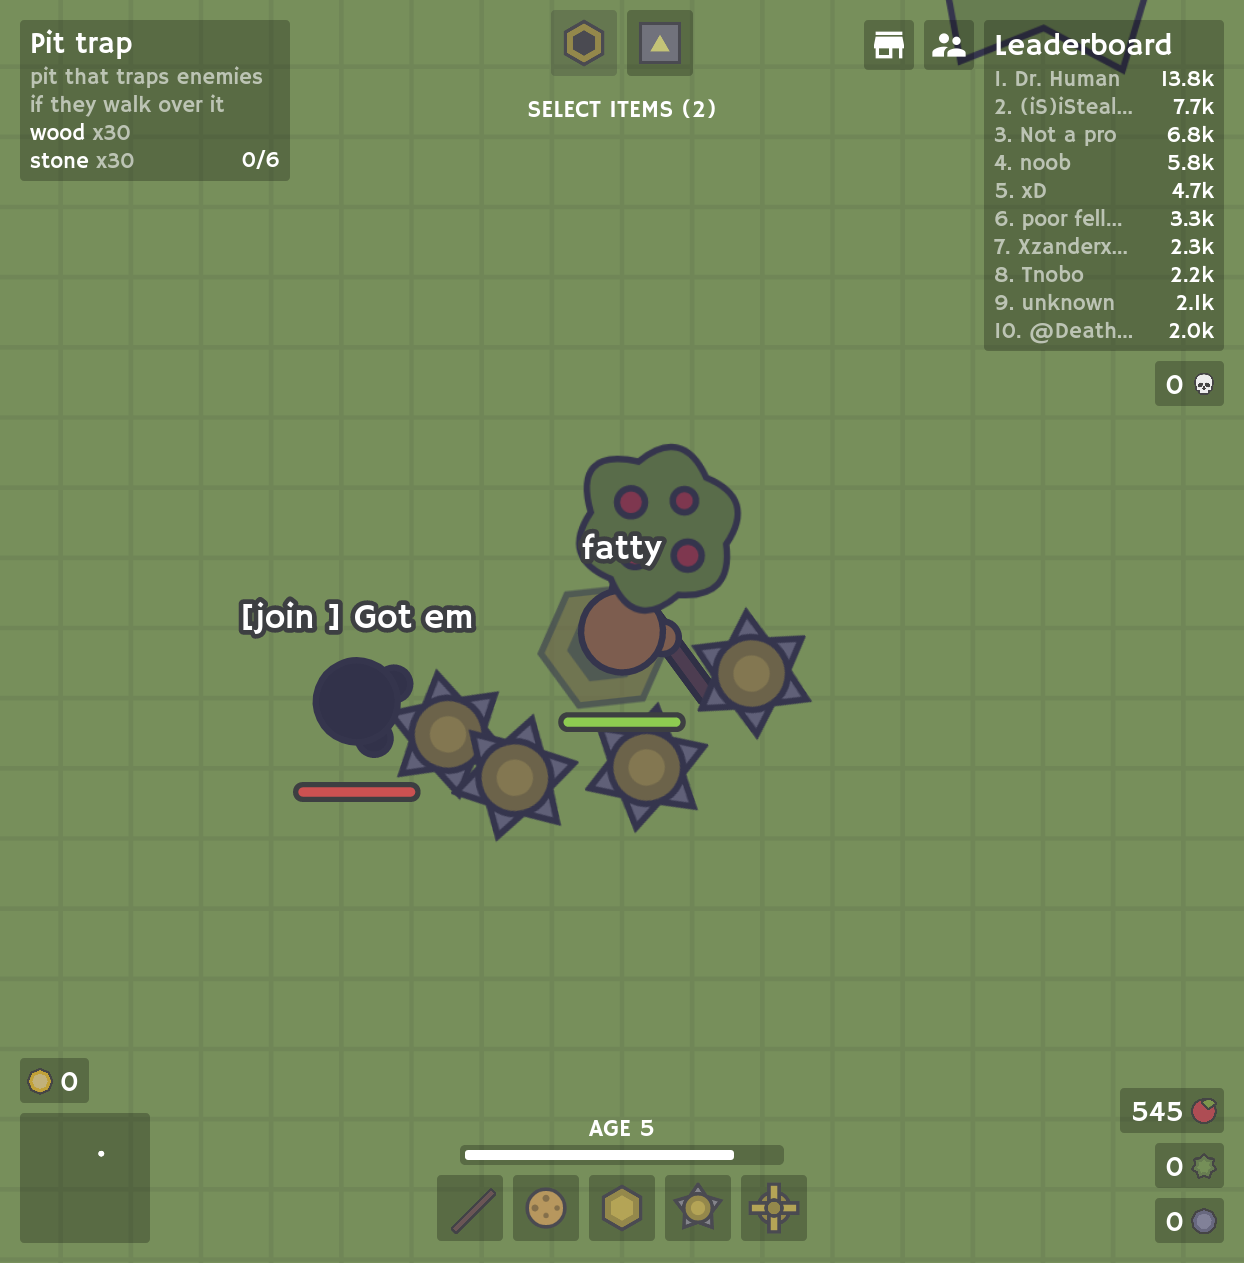 Pit trap
pit that traps enemies
if they walk over it
wood x30
stone x30 0/6
SELECT ITEMS (2)
Leaderboard
1. Dr. Human 13.8k
2. (iS)iSteal... 7.7k
3. Not a pro 6.8k
4. noob 5.8k
5. xD 4.7k
6. poor fell... 3.3k
7. Xzanderx... 2.3k
8. Tnobo 2.2k
9. unknown 2.1k
10. @Death... 2.0k
0
fatty
[join ] Got em
0
AGE 5
545
0
0